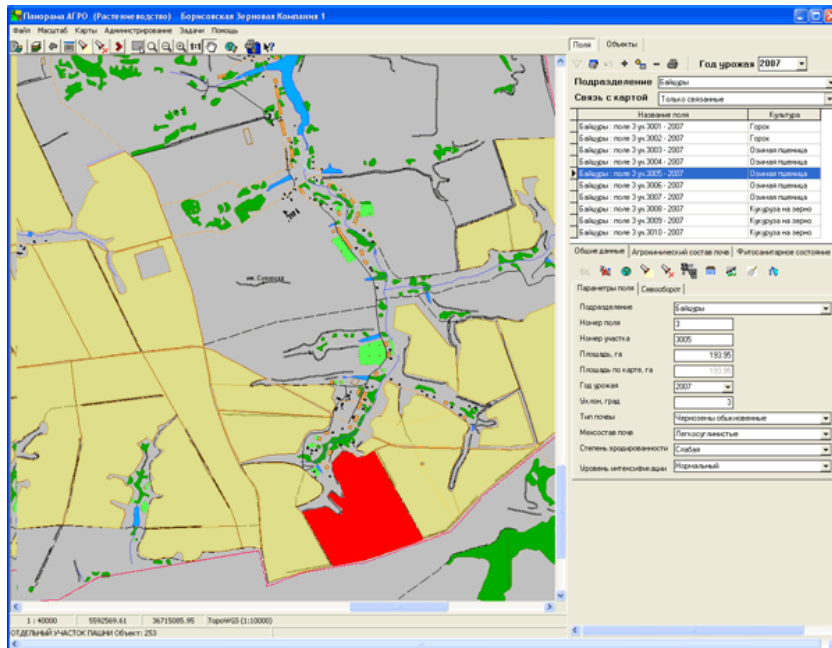 Панорама АГРО (Растениеводство) Борисовская Зерновая Компания 1
Файл Масштаб Карты Администрирование Задачи Помощь
Поля Объекты
Год урожая 2007
Подразделение Байцуры
Связь с картой Только связанные
Название поля Культура
Байцуры : поле 3 уч.3001 - 2007 Горох
Байцуры : поле 3 уч.3002 - 2007 Горох
Байцуры : поле 3 уч.3003 - 2007 Озимая пшеница
Байцуры : поле 3 уч.3004 - 2007 Озимая пшеница
Байцуры : поле 3 уч.3005 - 2007 Озимая пшеница
Байцуры : поле 3 уч.3006 - 2007 Озимая пшеница
Байцуры : поле 3 уч.3007 - 2007 Озимая пшеница
Байцуры : поле 3 уч.3008 - 2007 Кукуруза на зерно
Байцуры : поле 3 уч.3009 - 2007 Кукуруза на зерно
Байцуры : поле 3 уч.3010 - 2007 Кукуруза на зерно
Общие данные Агрохимический состав почв Фитосанитарное состояние
Параметры поля Севооборот
Подразделение Байцуры
Номер поля 3
Номер участка 3005
Площадь, га 193.95
Площадь по карте, га 193.95
Год урожая 2007
Уклон, град 3
Тип почвы Черноземы обыкновенные
Мехсостав почв Легкосуглинистые
Степень эродированности Слабая
Уровень интенсификации Нормальный
им. Суворова
1 : 40000 5592569.61 36715085.95 TopoWGS (1:10000)
ОТДЕЛЬНЫЙ УЧАСТОК ПАШНИ Объект: 253